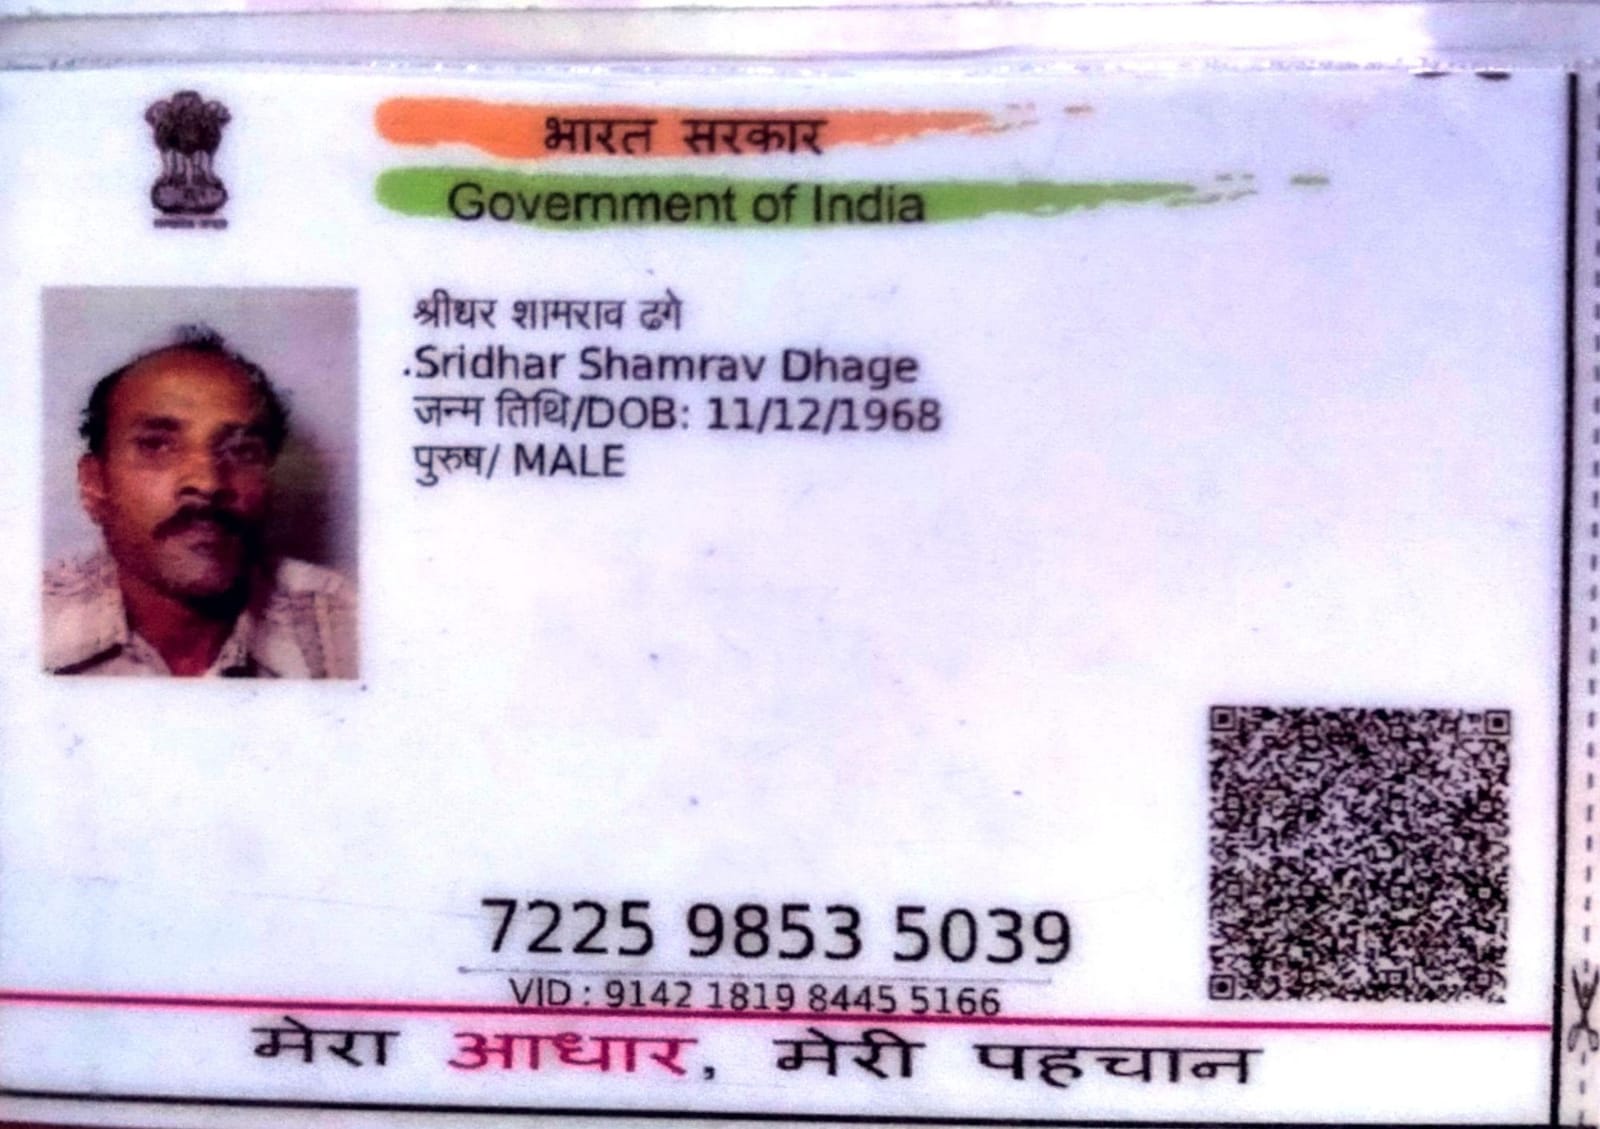 भारत सरकार
Government of India
श्रीधर शामराव ढगे
.Sridhar Shamrav Dhage
जन्म तिथि/DOB: 11/12/1968
पुरुष/ MALE
7225 9853 5039
VID : 9142 1819 8445 5166
मेरा आधार, मेरी पहचान